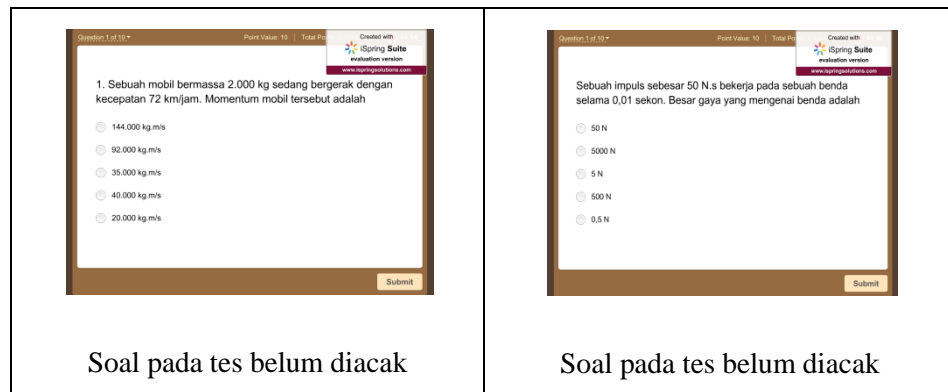 Question 1 of 10
Point Value: 10 | Total Po
Created with
iSpring Suite
evaluation version
www.ispringsolutions.com
1. Sebuah mobil bermassa 2.000 kg sedang bergerak dengan
kecepatan 72 km/jam. Momentum mobil tersebut adalah
144.000 kg.m/s
92.000 kg.m/s
35.000 kg.m/s
40.000 kg.m/s
20.000 kg.m/s
Submit
Soal pada tes belum diacak
Question 1 of 10
Point Value: 10 | Total Po
Created with
iSpring Suite
evaluation version
www.ispringsolutions.com
Sebuah impuls sebesar 50 N.s bekerja pada sebuah benda
selama 0,01 sekon. Besar gaya yang mengenai benda adalah
50 N
5000 N
5 N
500 N
0,5 N
Submit
Soal pada tes belum diacak